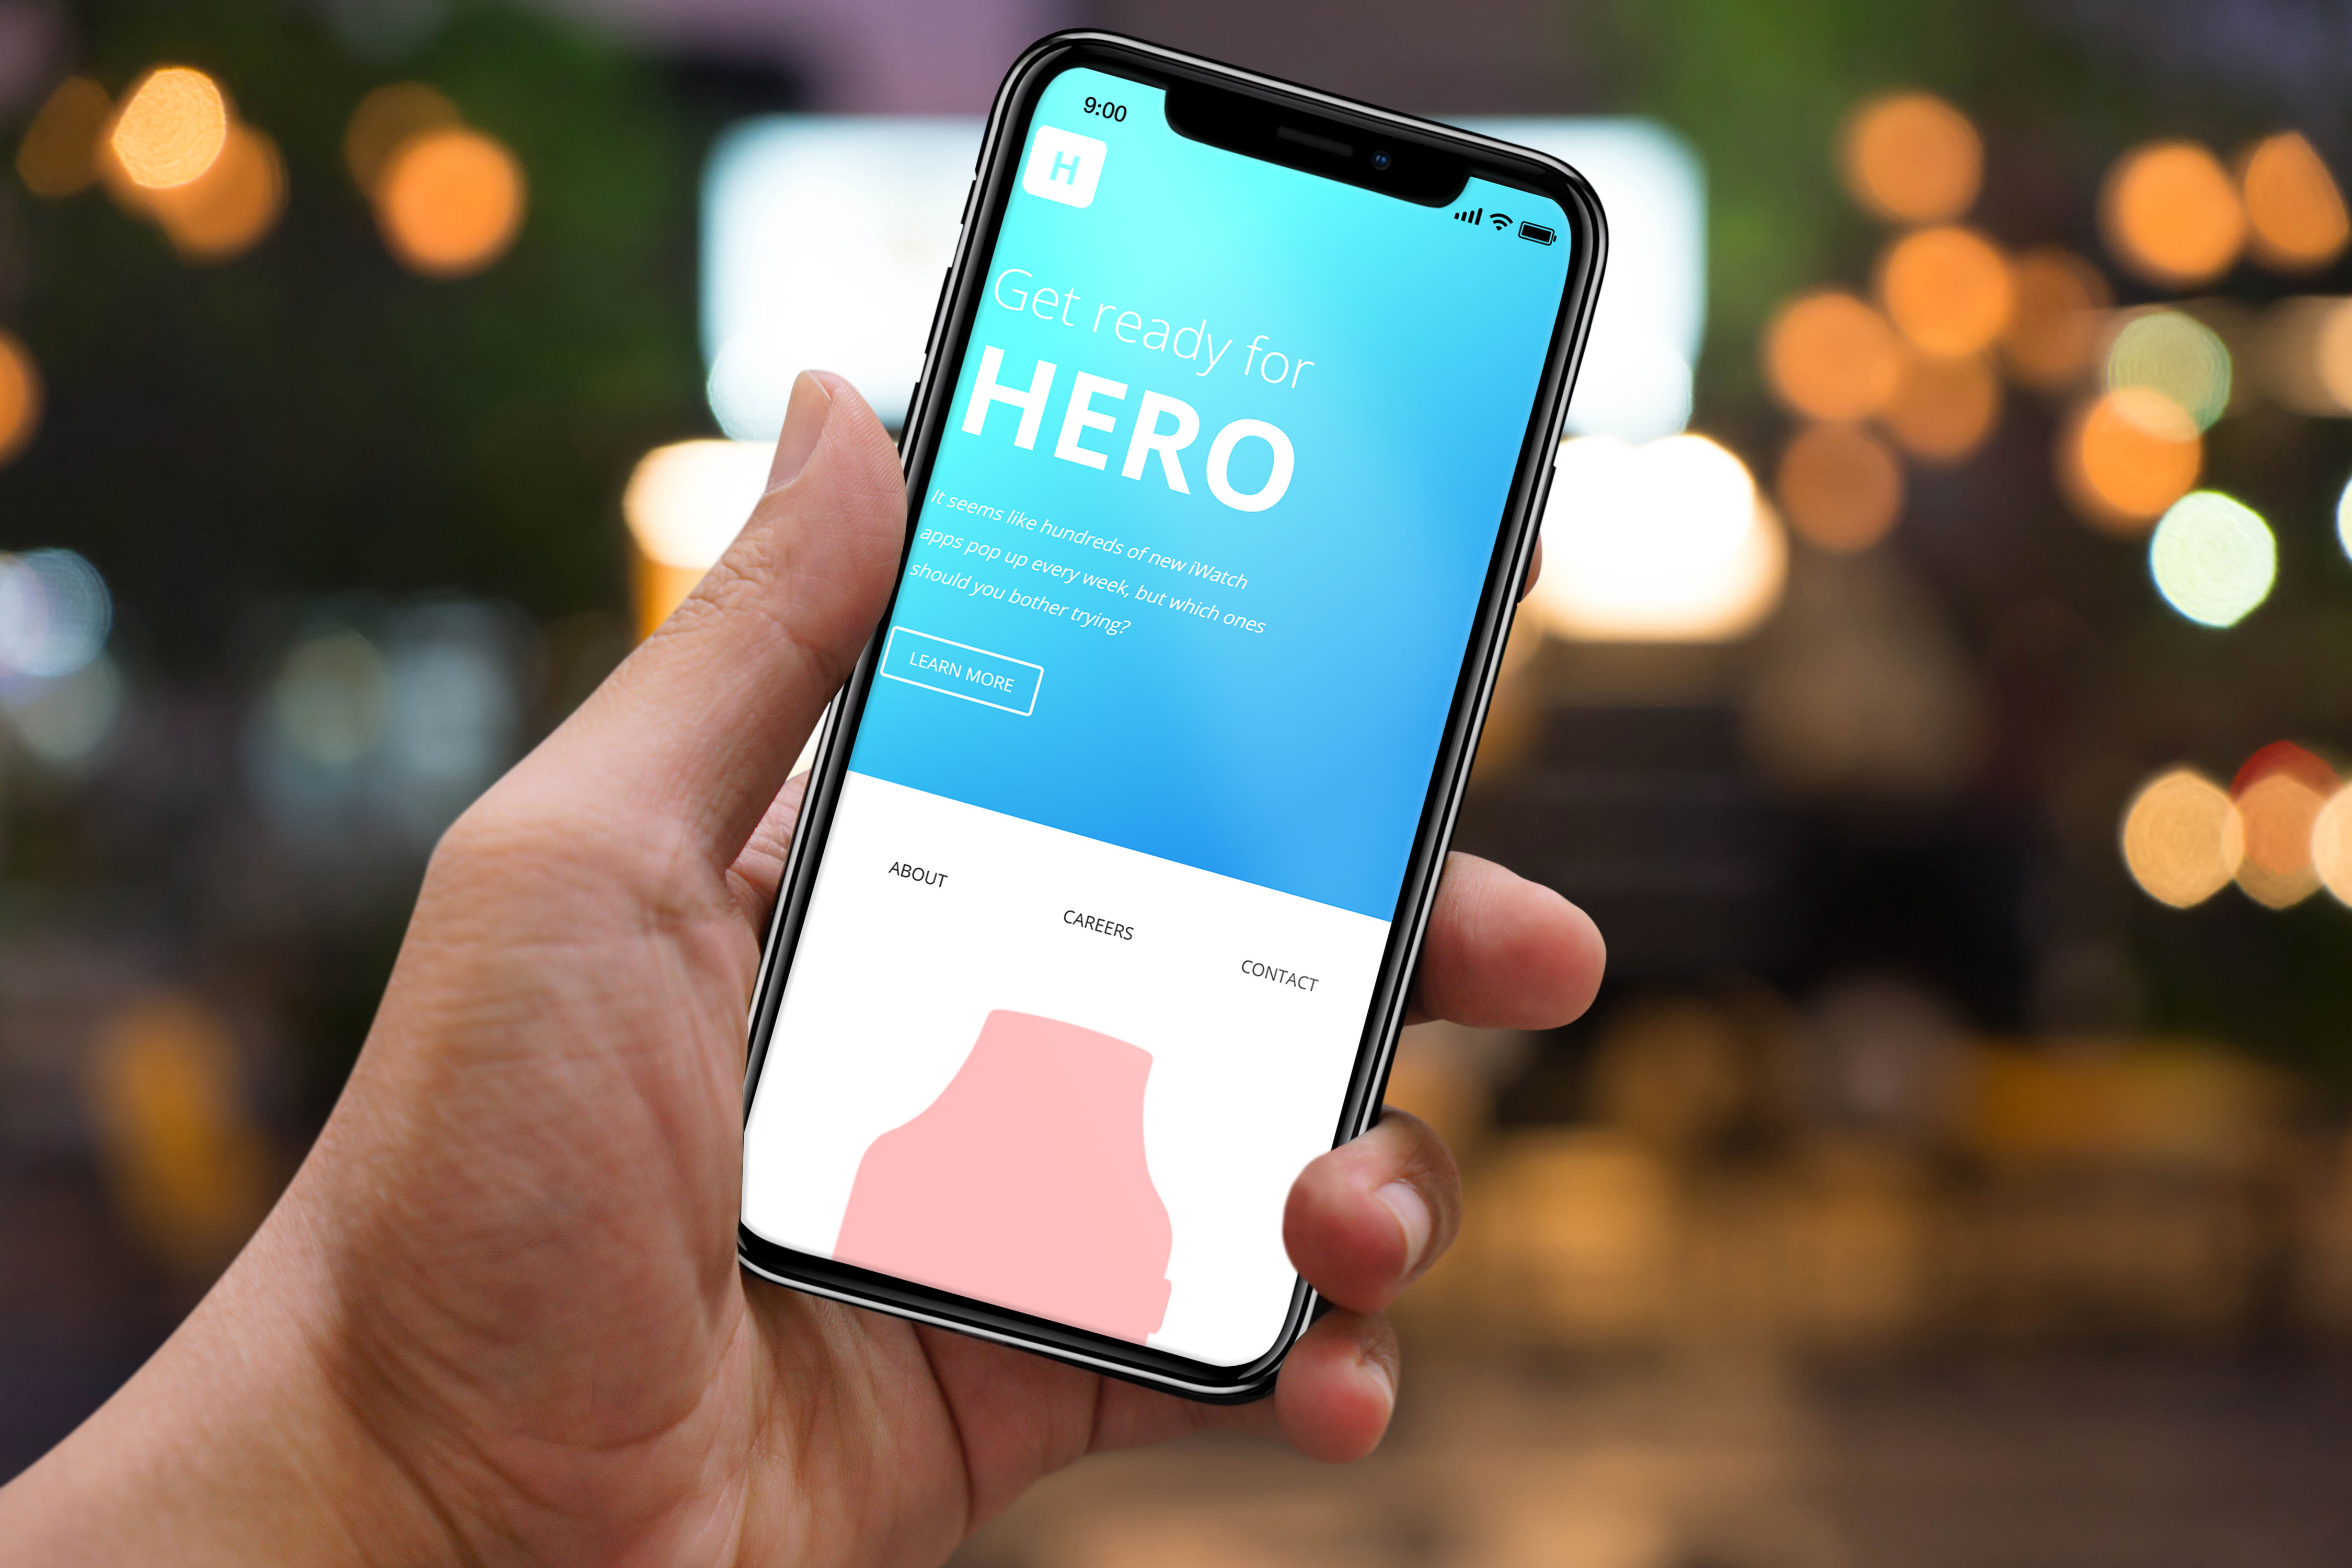 9:00
H
Get ready for
HERO
It seems like hundreds of new iWatch
apps pop up every week, but which ones
should you bother trying?
LEARN MORE
ABOUT
CAREERS
CONTACT